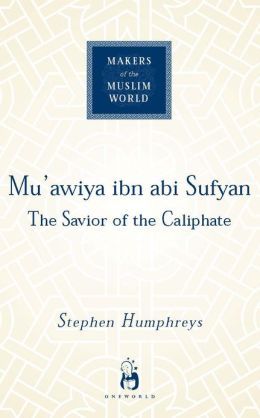 MAKERS
of the
MUSLIM
WORLD
Mu'awiya ibn abi Sufyan
The Savior of the Caliphate
Stephen Humphreys
ONEWORLD